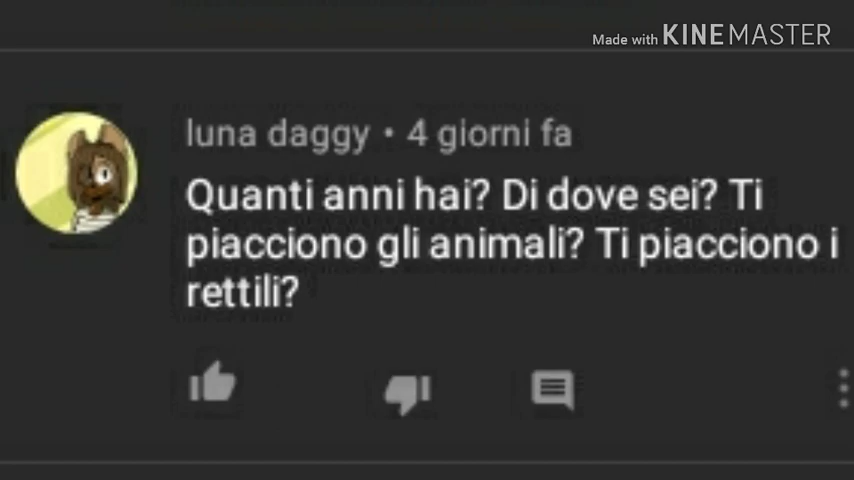 Made with KINEMASTER
luna daggy • 4 giorni fa
Quanti anni hai? Di dove sei? Ti
piacciono gli animali? Ti piacciono i
rettili?